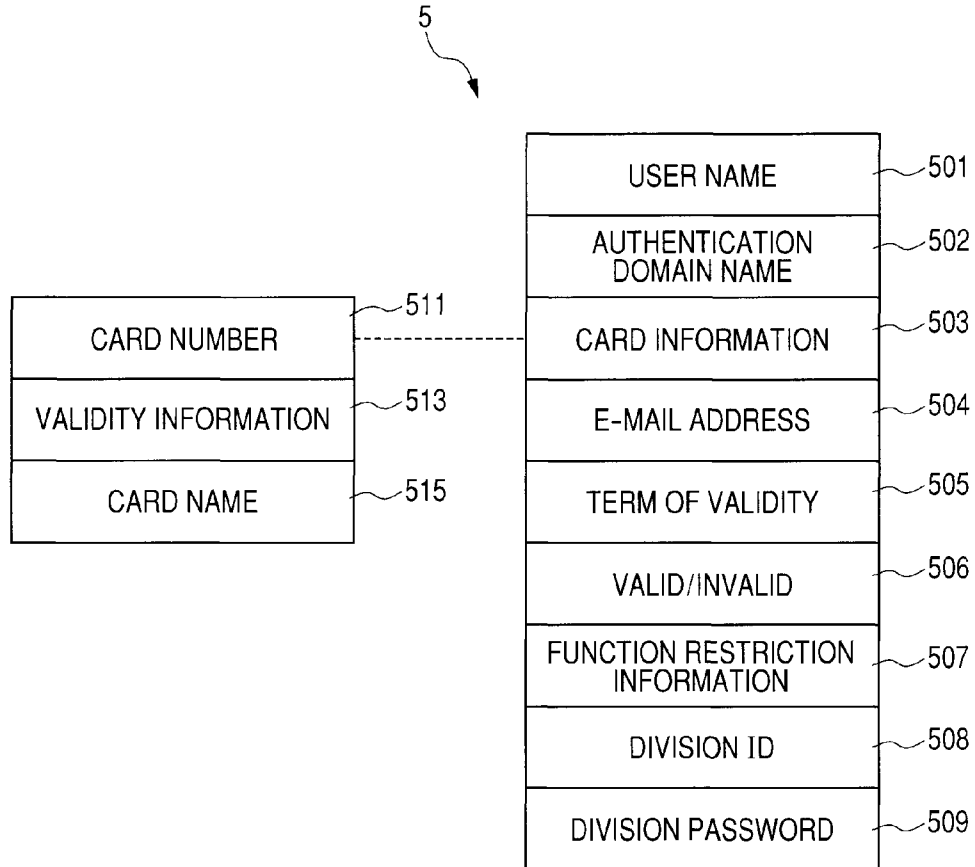 5
USER NAME
501
AUTHENTICATION
DOMAIN NAME
502
CARD NUMBER
511
CARD INFORMATION
503
VALIDITY INFORMATION
513
E-MAIL ADDRESS
504
CARD NAME
515
TERM OF VALIDITY
505
VALID/INVALID
506
FUNCTION RESTRICTION
INFORMATION
507
DIVISION ID
508
DIVISION PASSWORD
509